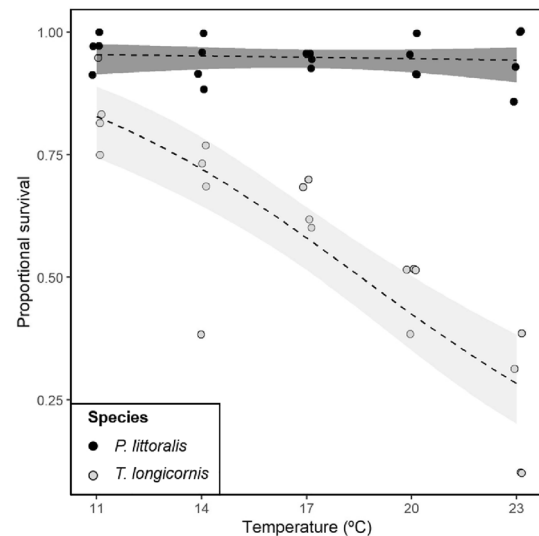 1.00
0.75
0.50
0.25
Proportional survival
Species
P. littoralis
T. longicornis
11 14 17 20 23
Temperature (ºC)